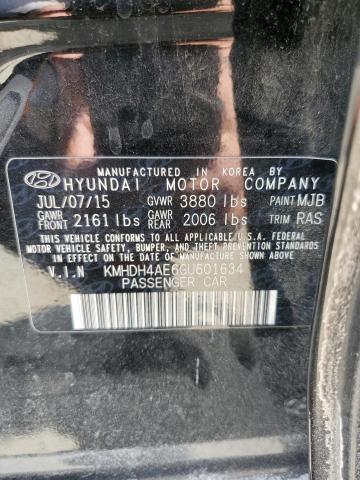 MANUFACTURED IN KOREA BY
HYUNDAI MOTOR COMPANY
JUL/07/15 GVWR 3880 lbs PAINT MJB
GAWR FRONT 2161 lbs GAWR REAR 2006 lbs TRIM RAS
THIS VEHICLE CONFORMS TO ALL APPLICABLE U.S.A. FEDERAL
MOTOR VEHICLE SAFETY, BUMPER, AND THEFT PREVENTION STANDARDS
IN EFFECT ON THE DATE OF MANUFACTURE SHOWN ABOVE.
V.I.N KMHDH4AE6GU601634
PASSENGER CAR